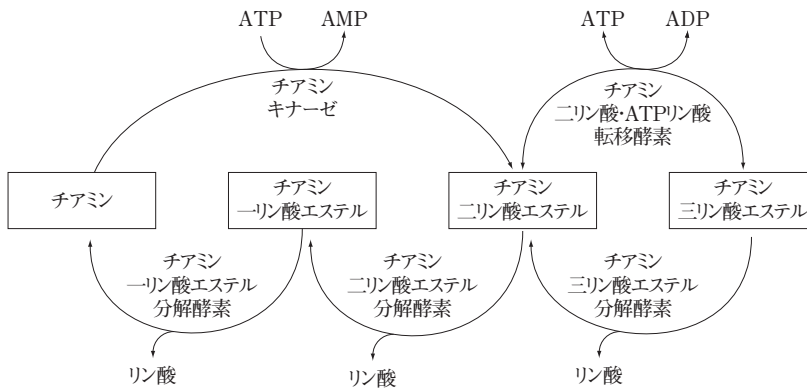 ATP
AMP
ATP
ADP
チアミン
キナーゼ
チアミン
二リン酸・ATPリン酸
転移酵素
チアミン
チアミン
一リン酸エステル
チアミン
二リン酸エステル
チアミン
三リン酸エステル
チアミン
一リン酸エステル
分解酵素
チアミン
二リン酸エステル
分解酵素
チアミン
三リン酸エステル
分解酵素
リン酸
リン酸
リン酸